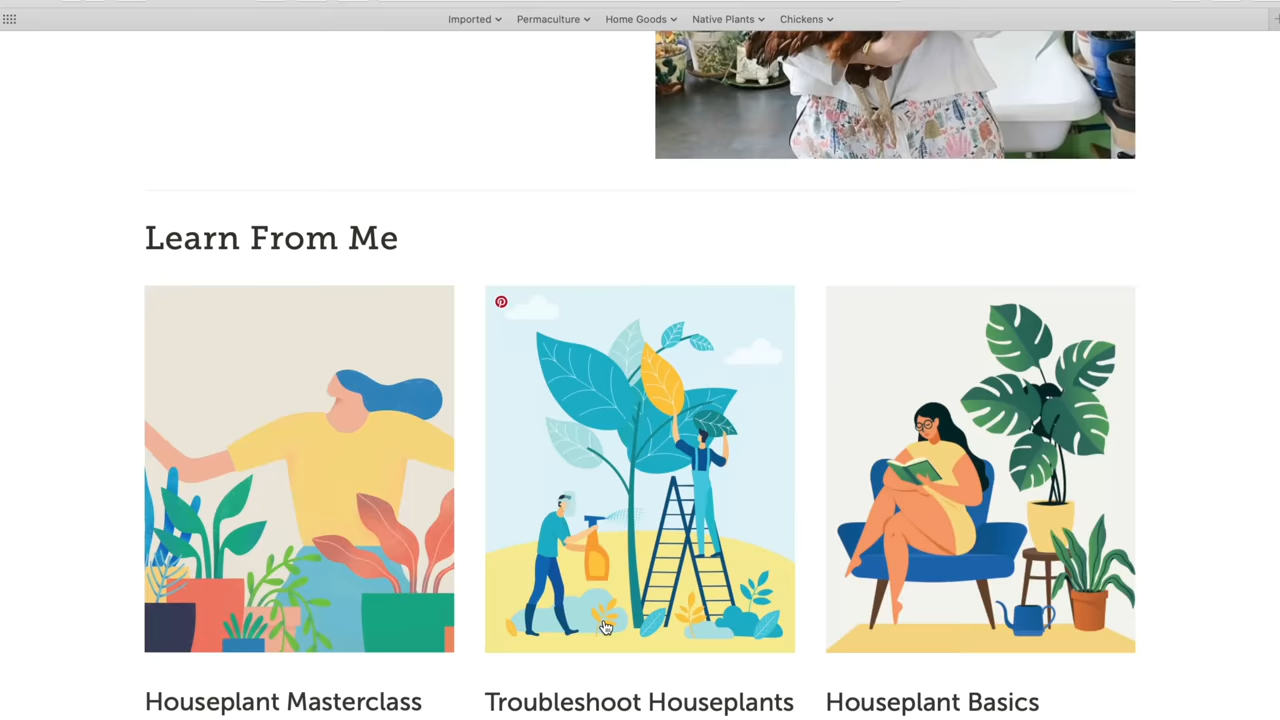 Imported Permaculture Home Goods Native Plants Chickens
Learn From Me
Houseplant Masterclass
Troubleshoot Houseplants
Houseplant Basics